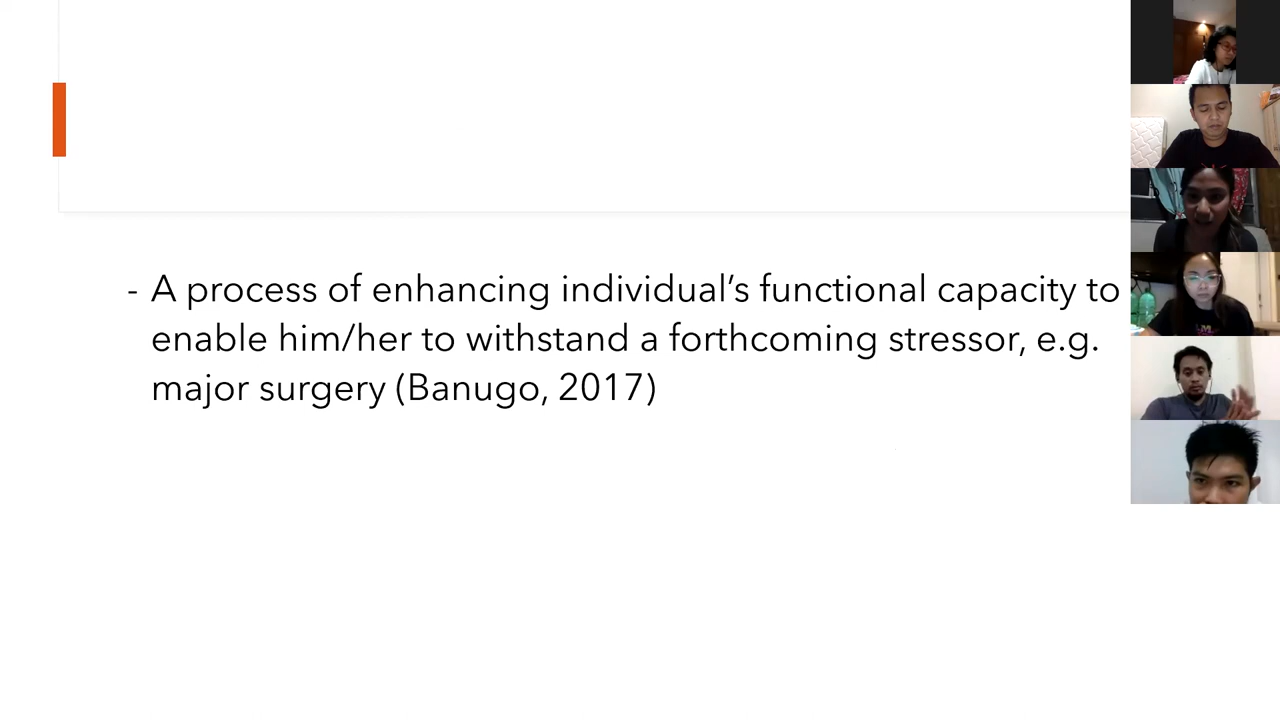 - A process of enhancing individual’s functional capacity to
enable him/her to withstand a forthcoming stressor, e.g.
major surgery (Banugo, 2017)